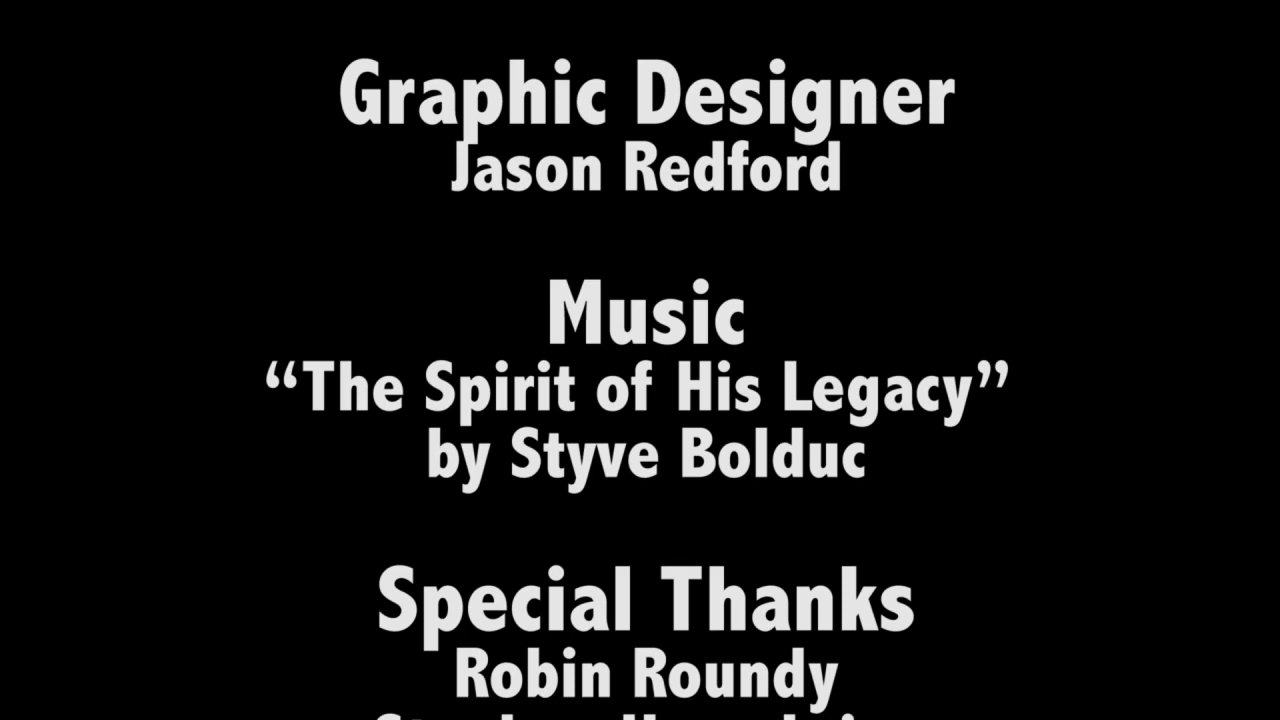 Graphic Designer
Jason Redford
Music
“The Spirit of His Legacy”
by Styve Bolduc
Special Thanks
Robin Roundy